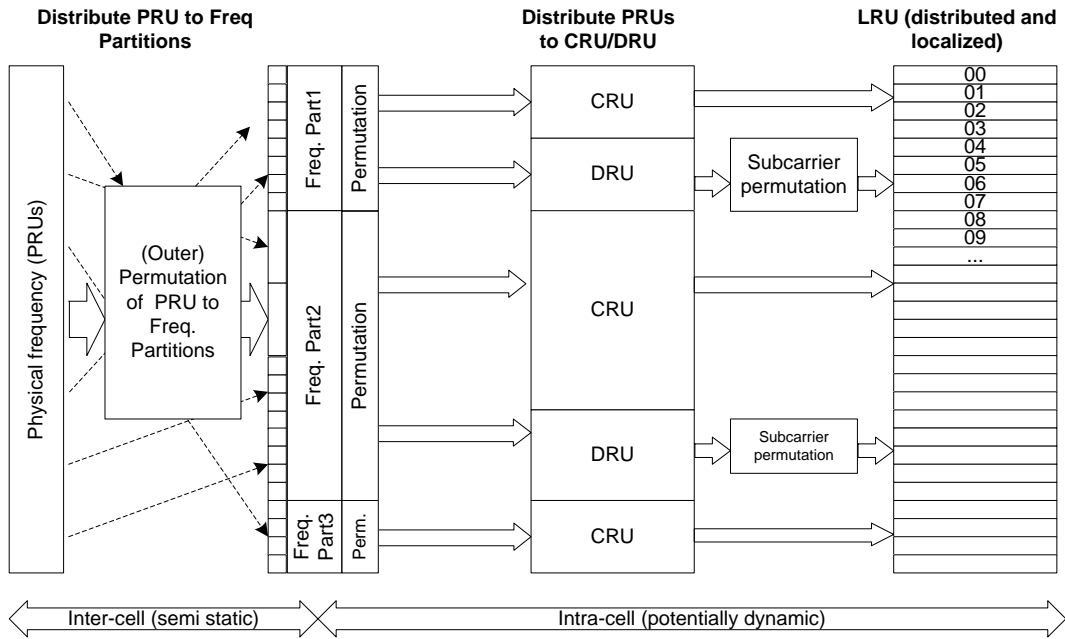 Distribute PRU to Freq
Partitions
Distribute PRUs
to CRU/DRU
LRU (distributed and
localized)
Physical frequency (PRUs)
(Outer)
Permutation
of PRU to
Freq.
Partitions
Freq. Part1
Permutation
Freq. Part2
Permutation
Freq.
Part3
Perm.
CRU
DRU
CRU
DRU
CRU
Subcarrier
permutation
Subcarrier
permutation
00
01
02
03
04
05
06
07
08
09
...
Inter-cell (semi static)
Intra-cell (potentially dynamic)